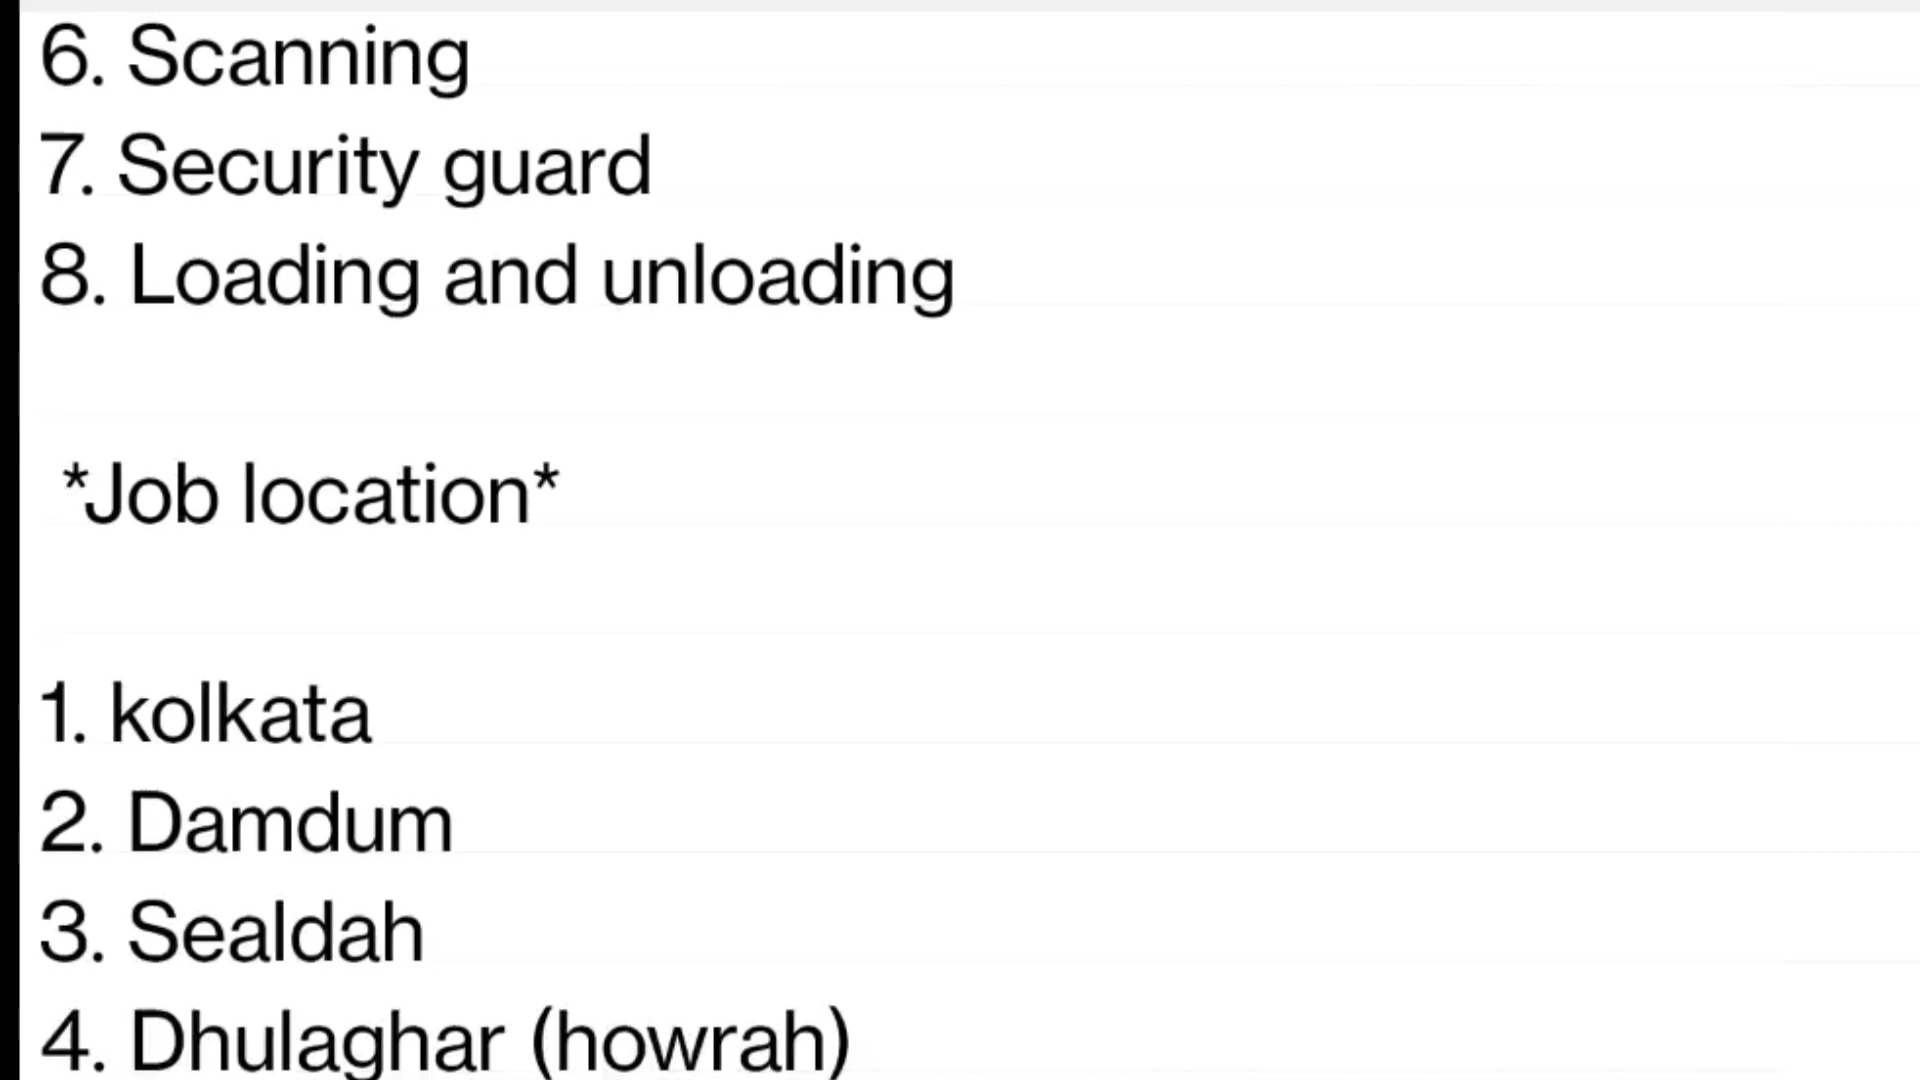 6. Scanning
7. Security guard
8. Loading and unloading
*Job location*
1. kolkata
2. Damdum
3. Sealdah
4. Dhulaghar (howrah)